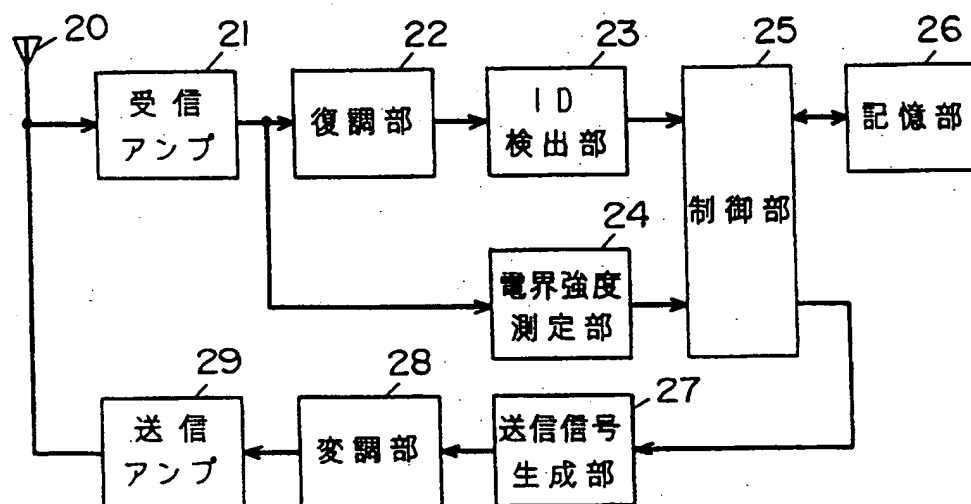 20
21
22
23
25
26
受信
アンプ
復調部
ID
検出部
制御部
記憶部
24
電界強度
測定部
29
28
27
送信
アンプ
変調部
送信信号
生成部